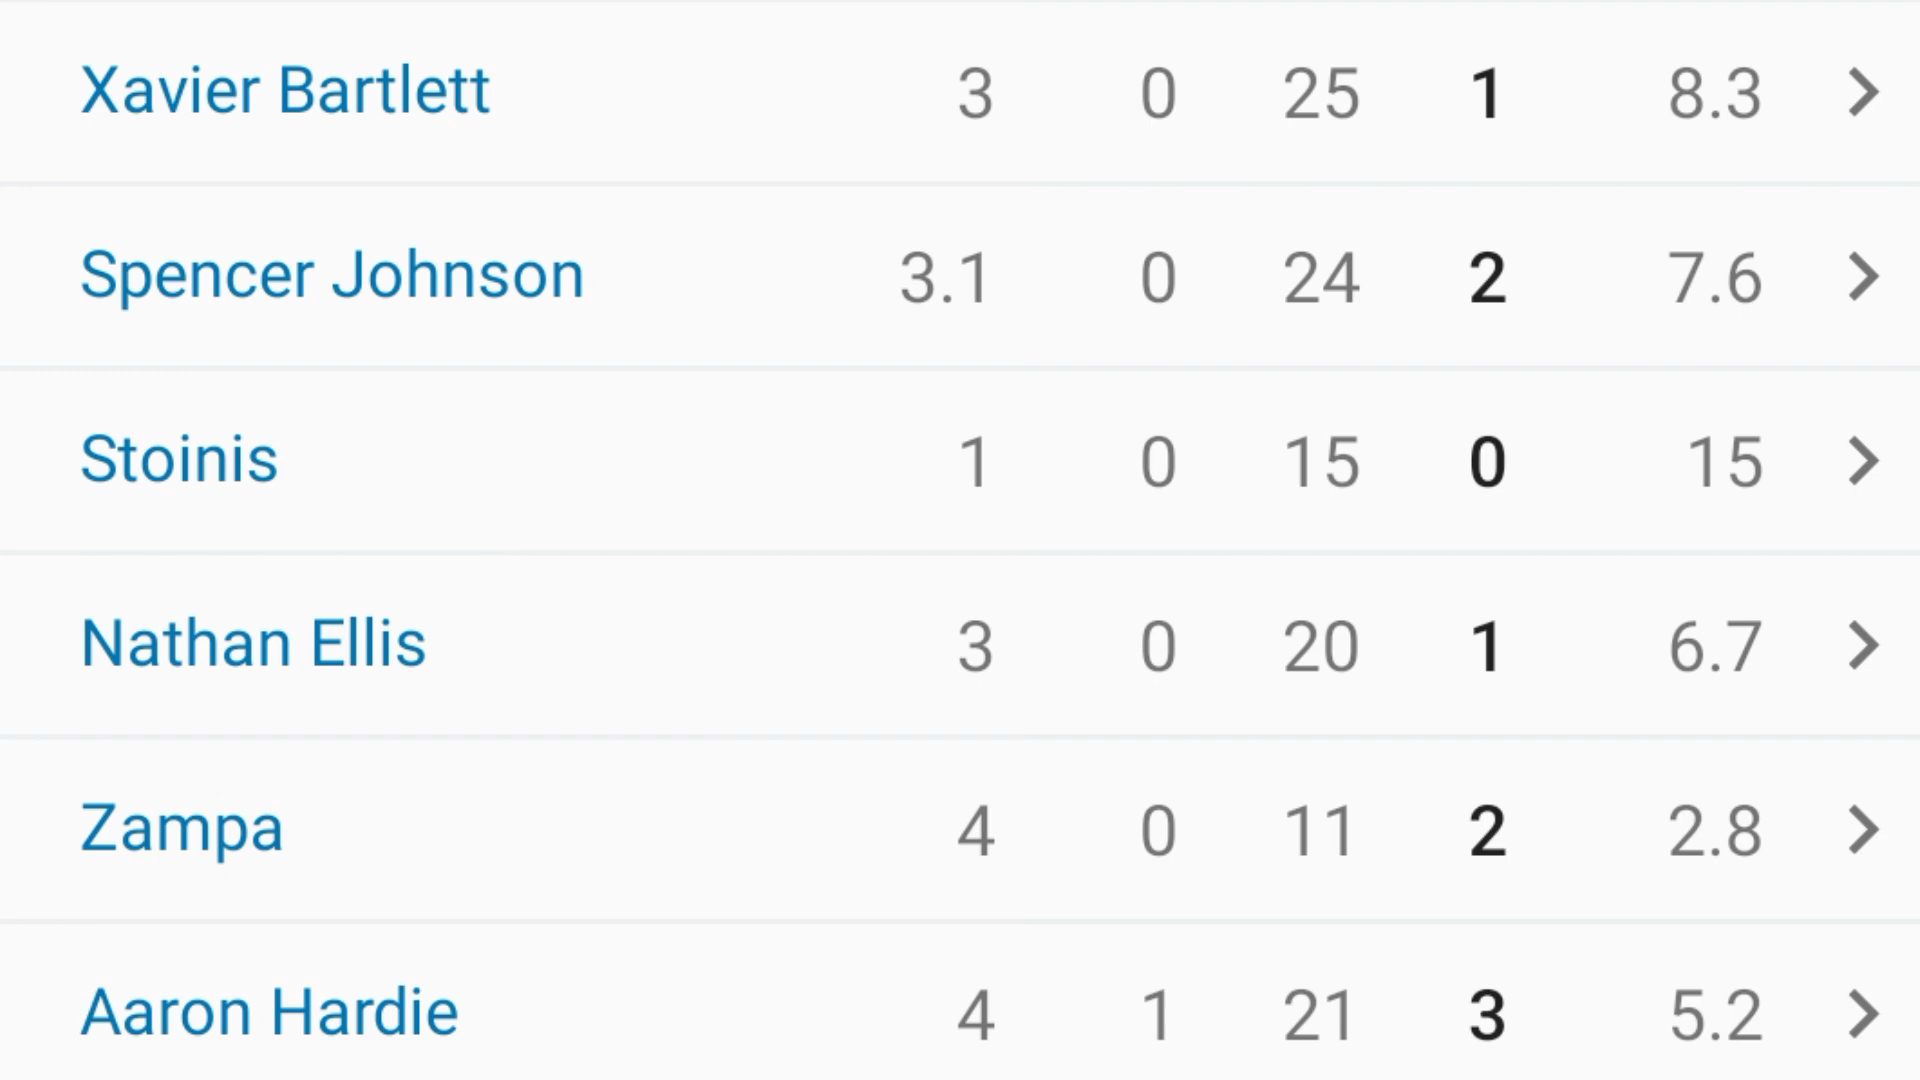 Xavier Bartlett 3 0 25 1 8.3
Spencer Johnson 3.1 0 24 2 7.6
Stoinis 1 0 15 0 15
Nathan Ellis 3 0 20 1 6.7
Zampa 4 0 11 2 2.8
Aaron Hardie 4 1 21 3 5.2